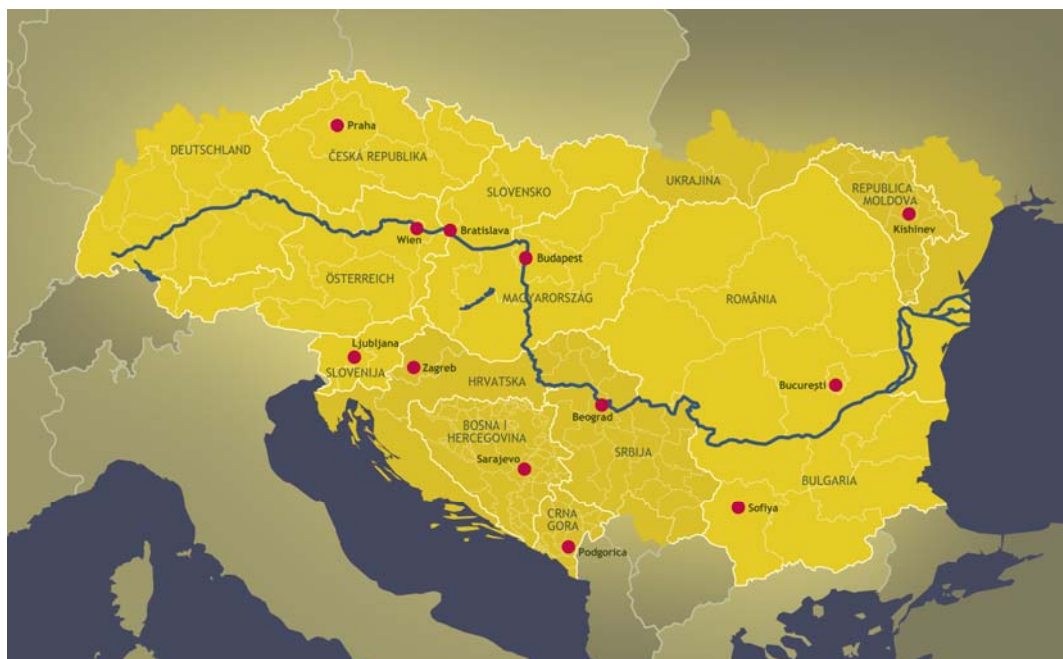 Praha
DEUTSCHLAND
ČESKÁ REPUBLIKA
SLOVENSKO
UKRAJINA
REPUBLICA
MOLDOVA
Kishinev
Wien
Bratislava
Budapest
ÖSTERREICH
MAGYARORSZÁG
ROMÂNIA
Ljubljana
SLOVENIJA
Zagreb
HRVATSKA
București
Beograd
BOSNA I
HERCEGOVINA
Sarajevo
SRBIJA
BULGARIA
CRNA
GORA
Sofiya
Podgorica